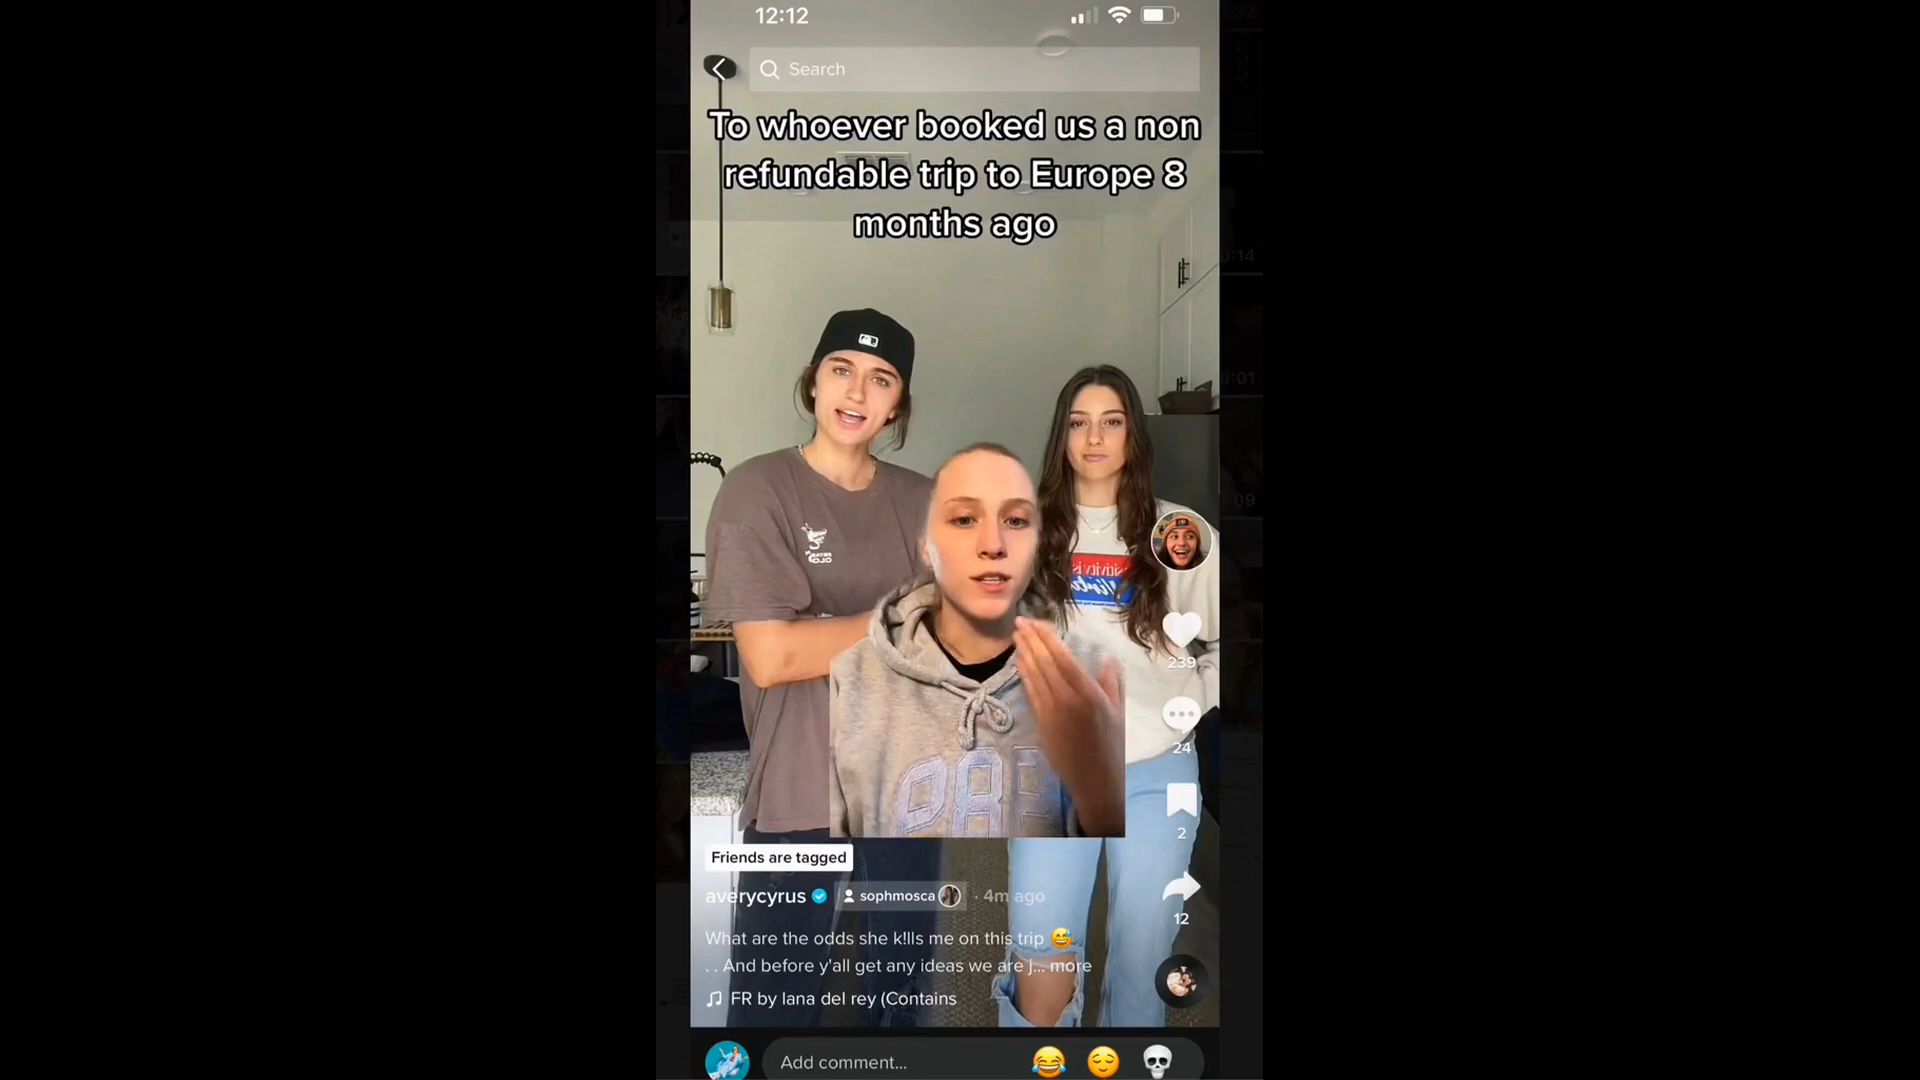 12:12
Search
To whoever booked us a non
refundable trip to Europe 8
months ago
239
24
2
12
Friends are tagged
averycyrus sophmosca · 4m ago
What are the odds she k!lls me on this trip 😅
. . And before y'all get any ideas we are j... more
FR by lana del rey (Contains
Add comment... 😂 😌 💀